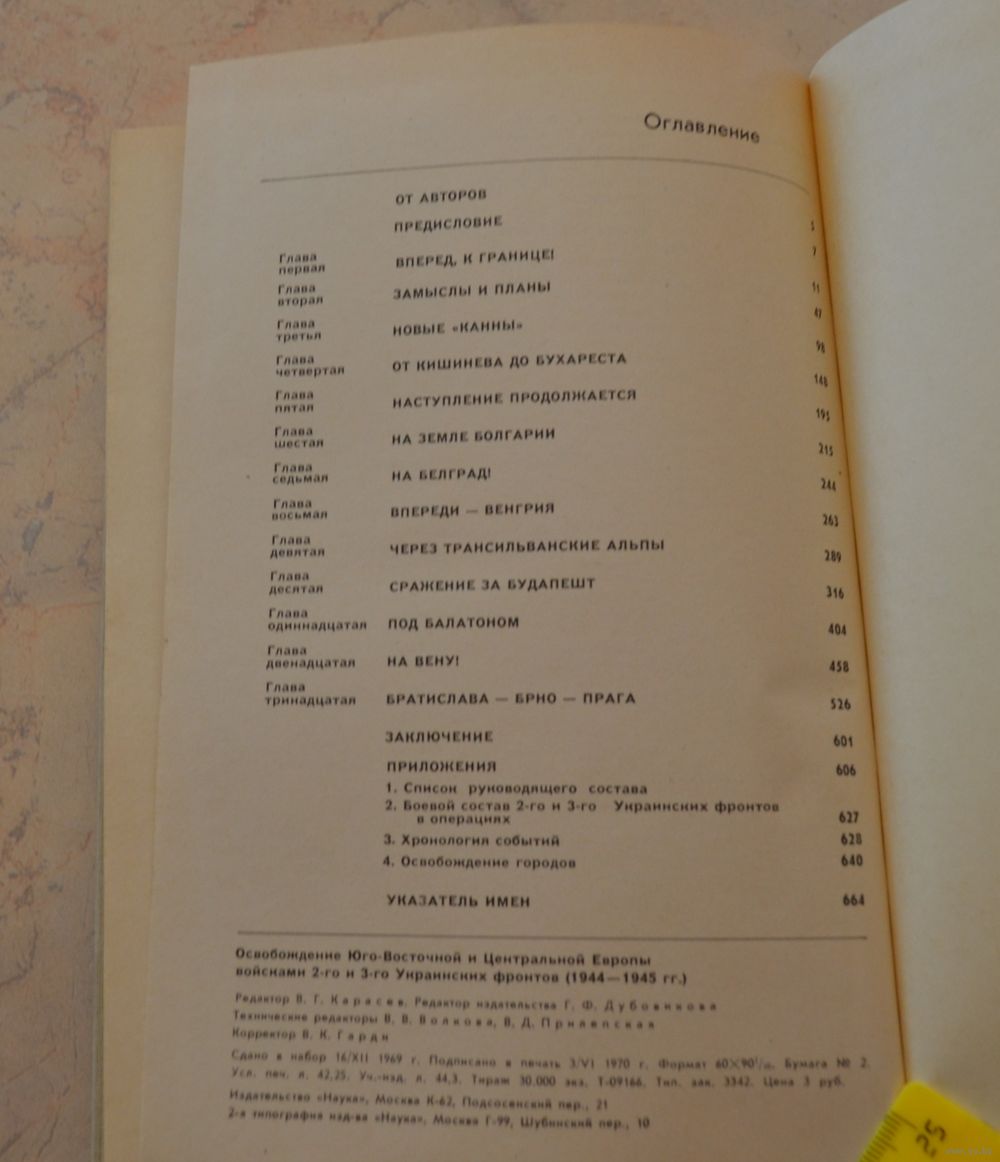 Оглавление
ОТ АВТОРОВ 5
ПРЕДИСЛОВИЕ 7
Глава
первая ВПЕРЕД, К ГРАНИЦЕ! 11
Глава
вторая ЗАМЫСЛЫ И ПЛАНЫ 47
Глава
третья НОВЫЕ «КАННЫ» 98
Глава
четвертая ОТ КИШИНЕВА ДО БУХАРЕСТА 148
Глава
пятая НАСТУПЛЕНИЕ ПРОДОЛЖАЕТСЯ 195
Глава
шестая НА ЗЕМЛЕ БОЛГАРИИ 215
Глава
седьмая НА БЕЛГРАД! 244
Глава
восьмая ВПЕРЕДИ — ВЕНГРИЯ 263
Глава
девятая ЧЕРЕЗ ТРАНСИЛЬВАНСКИЕ АЛЬПЫ 289
Глава
десятая СРАЖЕНИЕ ЗА БУДАПЕШТ 316
Глава
одиннадцатая ПОД БАЛАТОНОМ 404
Глава
двенадцатая НА ВЕНУ! 458
Глава
тринадцатая БРАТИСЛАВА — БРНО — ПРАГА 526
ЗАКЛЮЧЕНИЕ 601
ПРИЛОЖЕНИЯ 606
1. Список руководящего состава
2. Боевой состав 2-го и 3-го Украинских фронтов
в операциях 627
3. Хронология событий 628
4. Освобождение городов 640
УКАЗАТЕЛЬ ИМЕН 664
Освобождение Юго-Восточной и Центральной Европы
войсками 2-го и 3-го Украинских фронтов (1944—1945 гг.)
Редактор В. Г. Карасев. Редактор издательства Г. Ф. Дубовикова
Технические редакторы В. В. Волкова, В. Д. Прилепская
Корректор В. К. Гарди
Сдано в набор 16/XII 1969 г. Подписано в печать 3/VI 1970 г. Формат 60×90¹/₁₆. Бумага № 2.
Усл. печ. л. 42,25. Уч.-изд. л. 44,3. Тираж 30.000 экз. Т-09166. Тип. зак. 3342. Цена 3 руб.
Издательство «Наука», Москва К-62, Подсосенский пер., 21
2-я типография изд-ва «Наука», Москва Г-99, Шубинский пер., 10
25